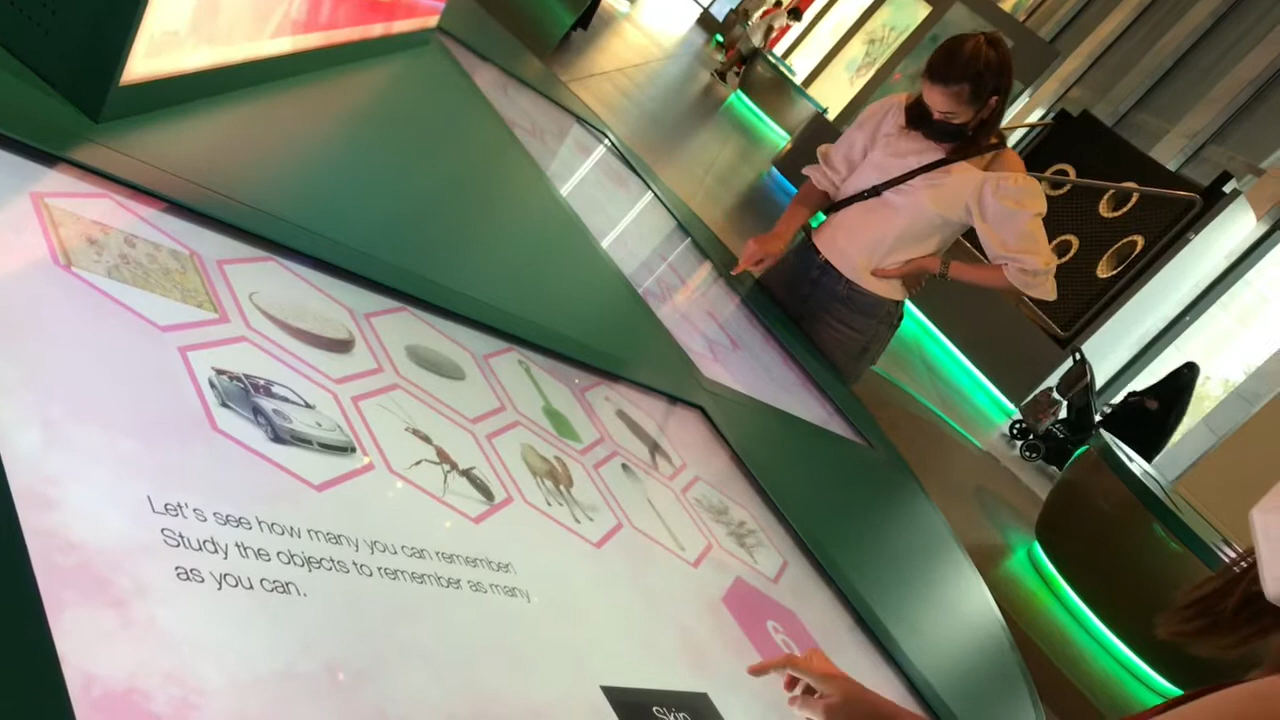 Let's see how many you can remember!
Study the objects to remember as many
as you can.
6
Skip